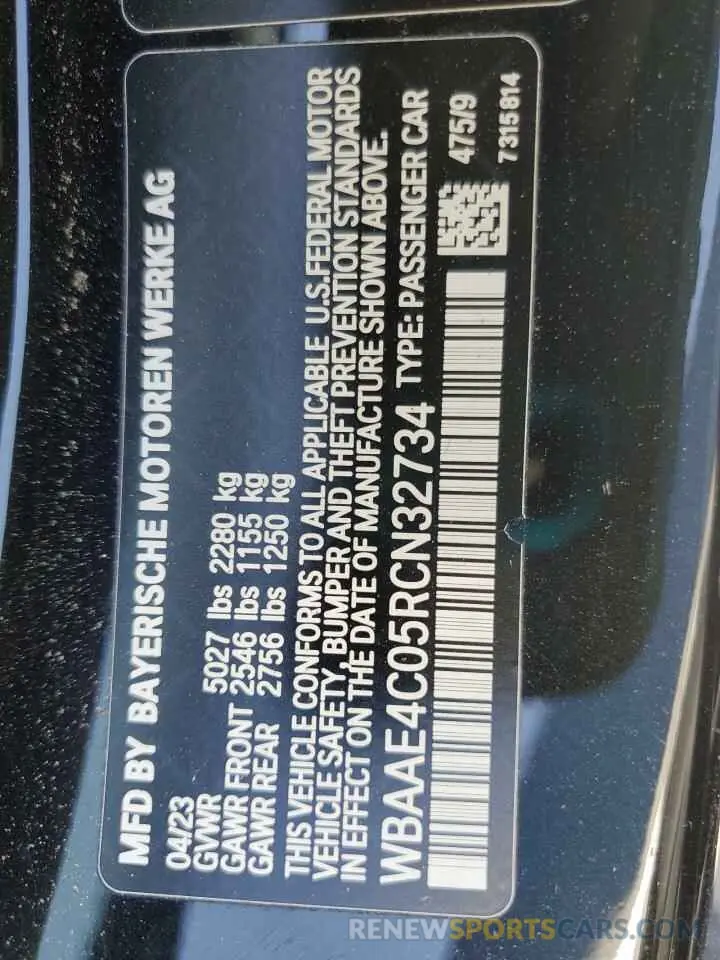 MFD BY BAYERISCHE MOTOREN WERKE AG
04/23
GVWR 5027 lbs 2280 kg
GAWR FRONT 2546 lbs 1155 kg
GAWR REAR 2756 lbs 1250 kg
THIS VEHICLE CONFORMS TO ALL APPLICABLE U.S.FEDERAL MOTOR
VEHICLE SAFETY, BUMPER AND THEFT PREVENTION STANDARDS
IN EFFECT ON THE DATE OF MANUFACTURE SHOWN ABOVE.
WBAAE4C05RCN32734 TYPE: PASSENGER CAR
475/9
7315814
RENEWSPORTSCARS.COM